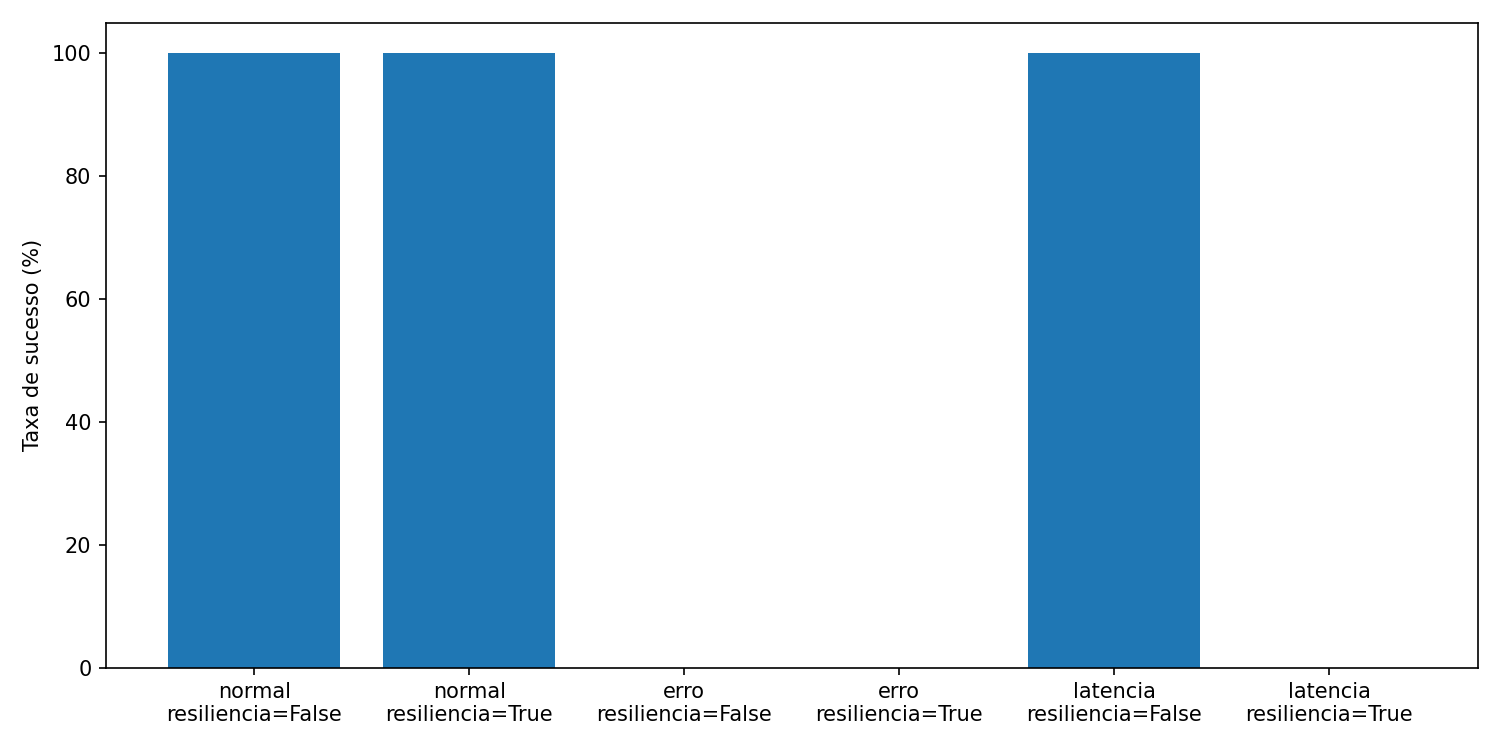 Taxa de sucesso (%)
100
80
60
40
20
0
normal
resiliencia=False
normal
resiliencia=True
erro
resiliencia=False
erro
resiliencia=True
latencia
resiliencia=False
latencia
resiliencia=True